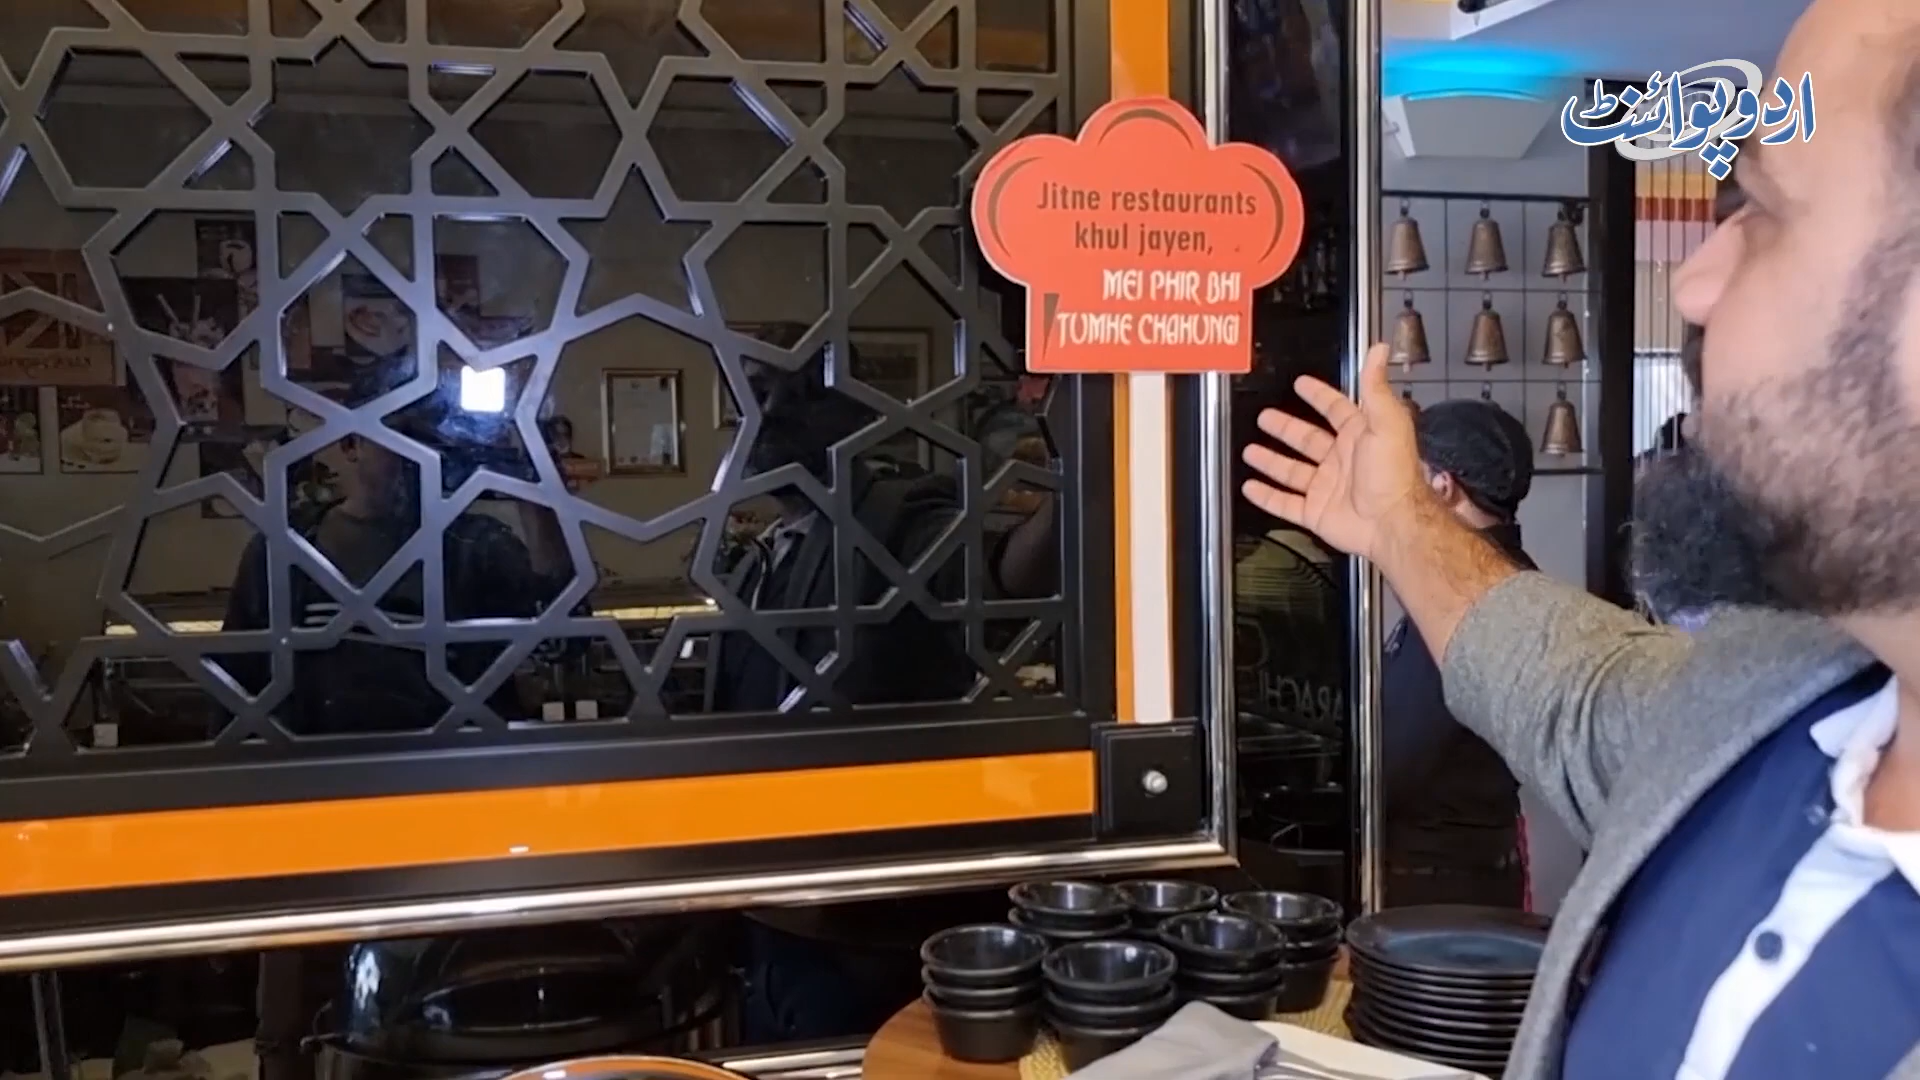 اردو پوائنٹ
Jitne restaurants
khul jayen,
MEI PHIR BHI
TUMHE CHAHUNGI